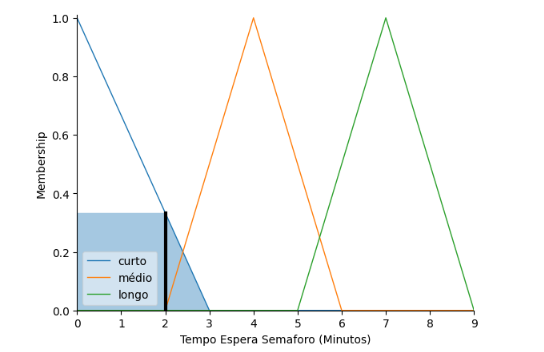 1.0
0.8
0.6
0.4
0.2
0.0
Membership
curto
médio
longo
0 1 2 3 4 5 6 7 8 9
Tempo Espera Semaforo (Minutos)